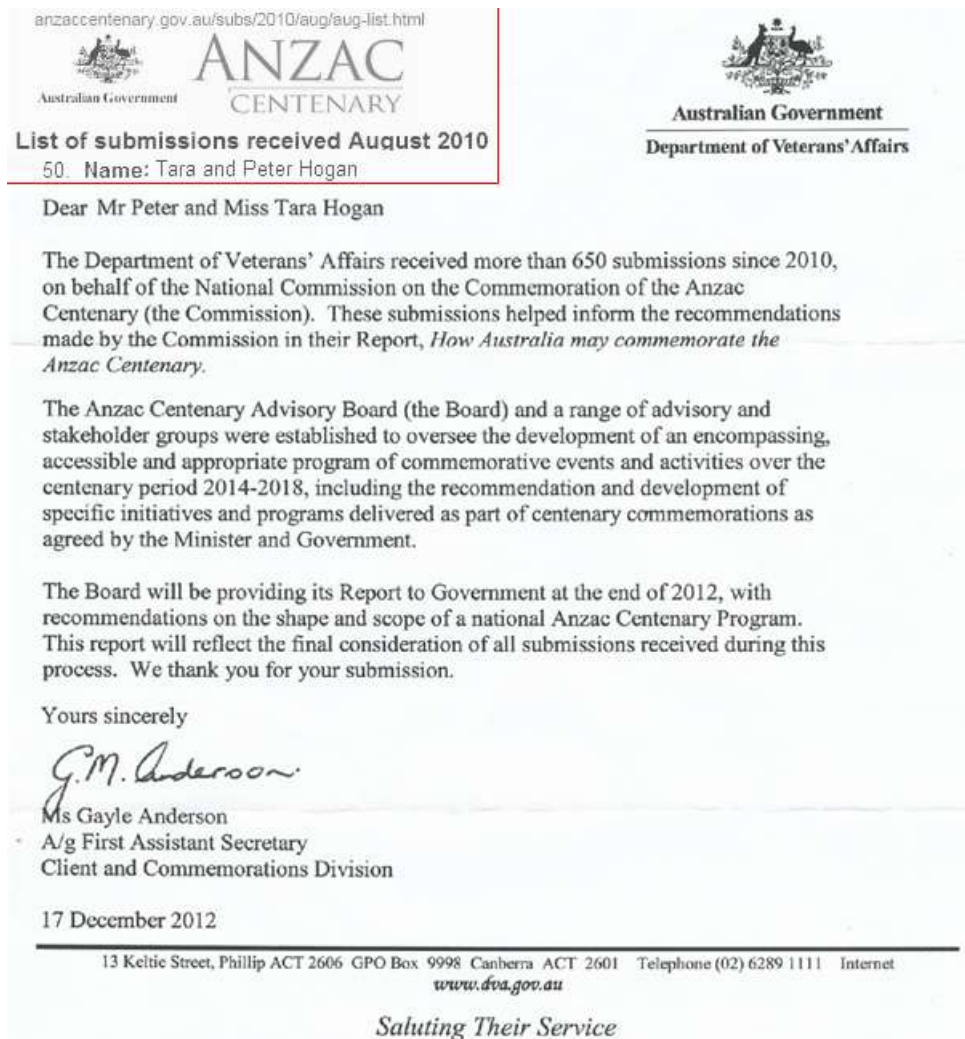 anzaccentenary.gov.au/subs/2010/aug/aug-list.html
ANZAC
CENTENARY
Australian Government
List of submissions received August 2010
50. Name: Tara and Peter Hogan
Australian Government
Department of Veterans' Affairs
Dear Mr Peter and Miss Tara Hogan
The Department of Veterans' Affairs received more than 650 submissions since 2010,
on behalf of the National Commission on the Commemoration of the Anzac
Centenary (the Commission). These submissions helped inform the recommendations
made by the Commission in their Report, How Australia may commemorate the
Anzac Centenary.
The Anzac Centenary Advisory Board (the Board) and a range of advisory and
stakeholder groups were established to oversee the development of an encompassing,
accessible and appropriate program of commemorative events and activities over the
centenary period 2014-2018, including the recommendation and development of
specific initiatives and programs delivered as part of centenary commemorations as
agreed by the Minister and Government.
The Board will be providing its Report to Government at the end of 2012, with
recommendations on the shape and scope of a national Anzac Centenary Program.
This report will reflect the final consideration of all submissions received during this
process. We thank you for your submission.
Yours sincerely
G.M. Anderson
Ms Gayle Anderson
A/g First Assistant Secretary
Client and Commemorations Division
17 December 2012
13 Keltie Street, Phillip ACT 2606 GPO Box 9998 Canberra ACT 2601 Telephone (02) 6289 1111 Internet
www.dva.gov.au
Saluting Their Service